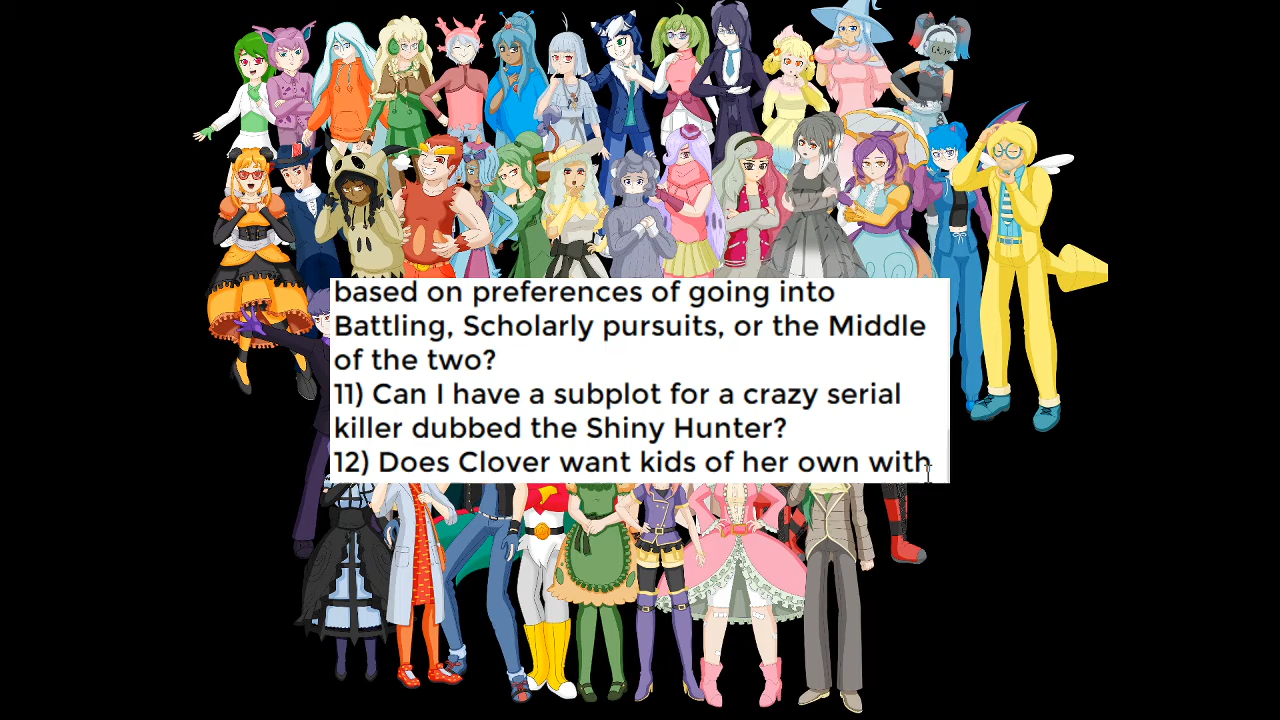 based on preferences of going into
Battling, Scholarly pursuits, or the Middle
of the two?
11) Can I have a subplot for a crazy serial
killer dubbed the Shiny Hunter?
12) Does Clover want kids of her own with